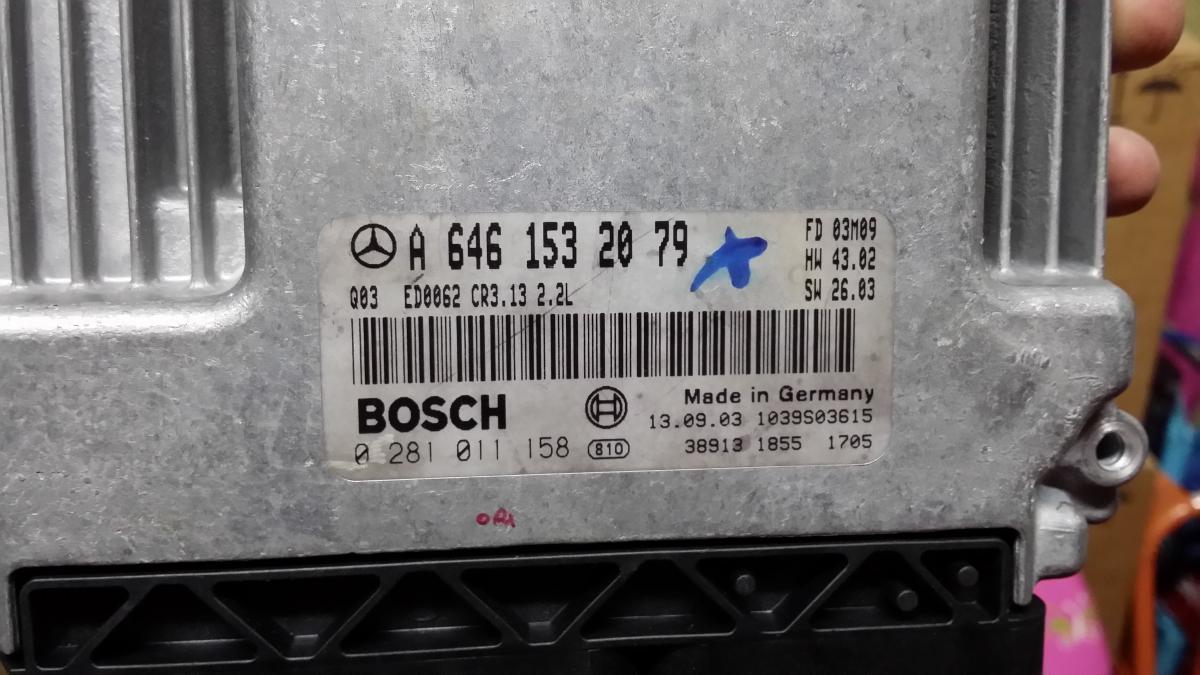 A 646 153 20 79
FD 03M09
HW 43.02
SW 26.03
Q03 ED0062 CR3.13 2.2L
BOSCH
Made in Germany
13.09.03 1039S03615
0 281 011 158 810
38913 1855 1705